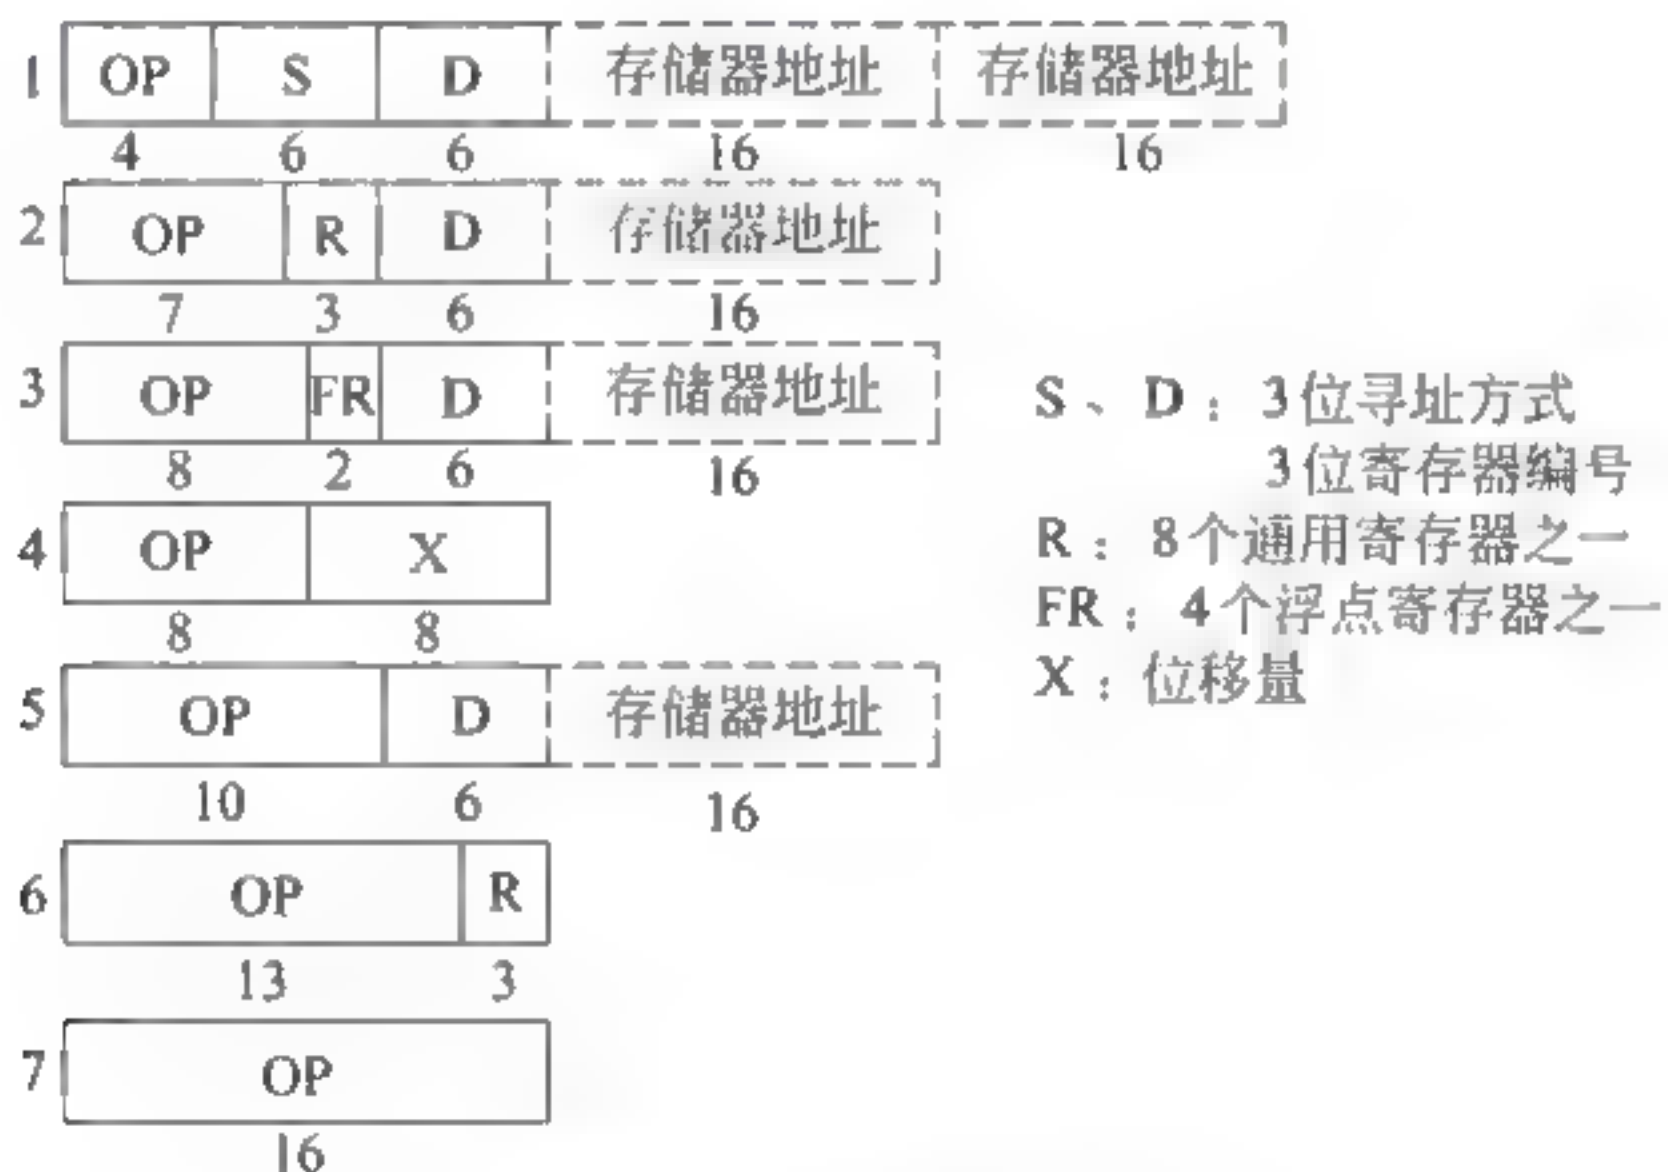 1 OP S D 存储器地址 存储器地址
4 6 6 16 16
2 OP R D 存储器地址
7 3 6 16
3 OP FR D 存储器地址
8 2 6 16
S、D：3位寻址方式
3位寄存器编号
4 OP X
R：8个通用寄存器之一
8 8
FR：4个浮点寄存器之一
X：位移量
5 OP D 存储器地址
10 6 16
6 OP R
13 3
7 OP
16